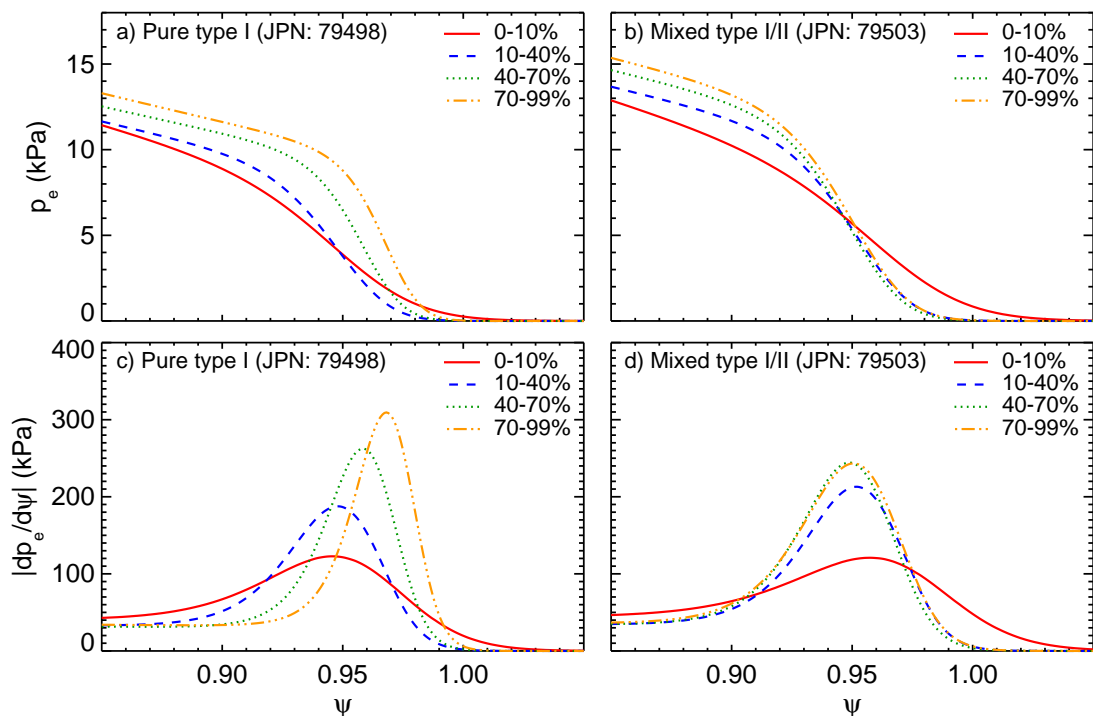 a) Pure type I (JPN: 79498)
0-10%
10-40%
40-70%
70-99%
b) Mixed type I/II (JPN: 79503)
0-10%
10-40%
40-70%
70-99%
15
10
5
0
p_e (kPa)
c) Pure type I (JPN: 79498)
0-10%
10-40%
40-70%
70-99%
d) Mixed type I/II (JPN: 79503)
0-10%
10-40%
40-70%
70-99%
400
300
200
100
0
|dp_e/dψ| (kPa)
0.90 0.95 1.00
0.90 0.95 1.00
ψ
ψ